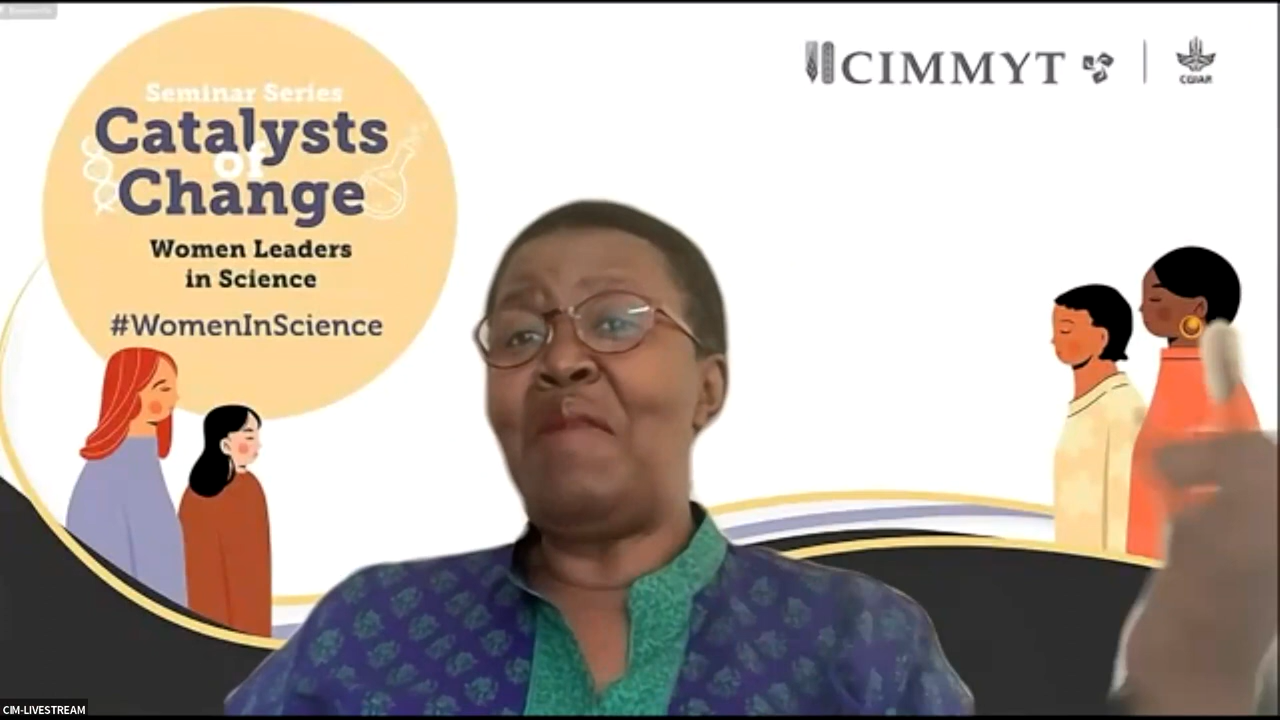 Seminar Series
Catalysts
of
Change
Women Leaders
in Science
#WomenInScience
CIMMYT
CGIAR
CIM-LIVESTREAM